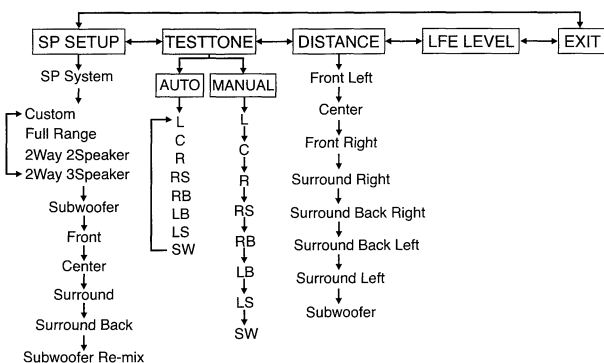 SP SETUP
TESTTONE
DISTANCE
LFE LEVEL
EXIT
SP System
Custom
Full Range
2Way 2Speaker
2Way 3Speaker
Subwoofer
Front
Center
Surround
Surround Back
Subwoofer Re-mix
AUTO
L
C
R
RS
RB
LB
LS
SW
MANUAL
L
C
R
RS
RB
LB
LS
SW
Front Left
Center
Front Right
Surround Right
Surround Back Right
Surround Back Left
Surround Left
Subwoofer